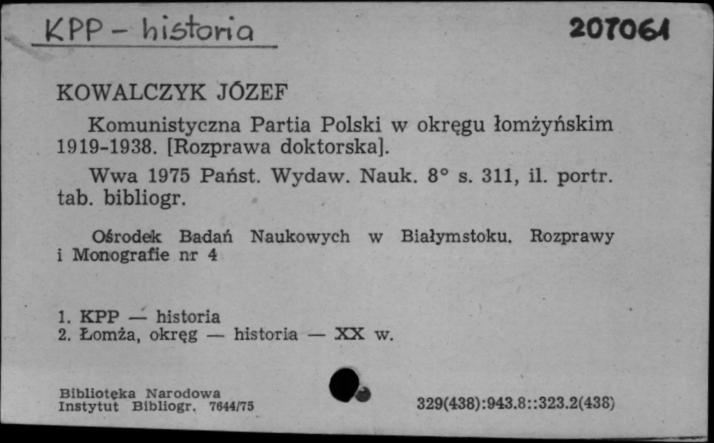 KPP - historia 207061
KOWALCZYK JÓZEF
Komunistyczna Partia Polski w okręgu łomżyńskim
1919-1938. [Rozprawa doktorska].
Wwa 1975 Państ. Wydaw. Nauk. 8° s. 311, il. portr.
tab. bibliogr.
Ośrodek Badań Naukowych w Białymstoku. Rozprawy
i Monografie nr 4
1. KPP — historia
2. Łomża, okręg — historia — XX w.
Biblioteka Narodowa
Instytut Bibliogr. 7644/75 329(438):943.8::323.2(438)